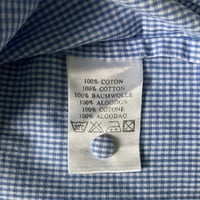 100% COTON
100% COTTON
100% BAUMWOLLE
100% ALGODON
100% COTONE
100% ALGODAO